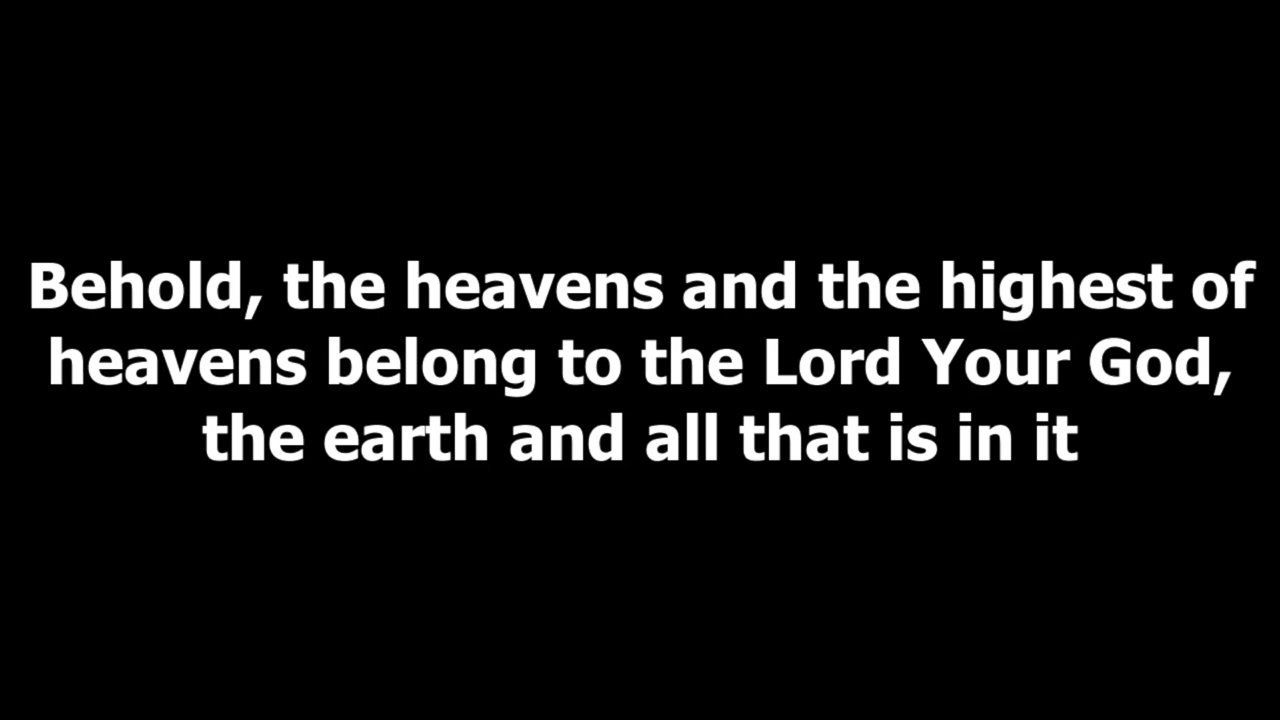 Behold, the heavens and the highest of
heavens belong to the Lord Your God,
the earth and all that is in it